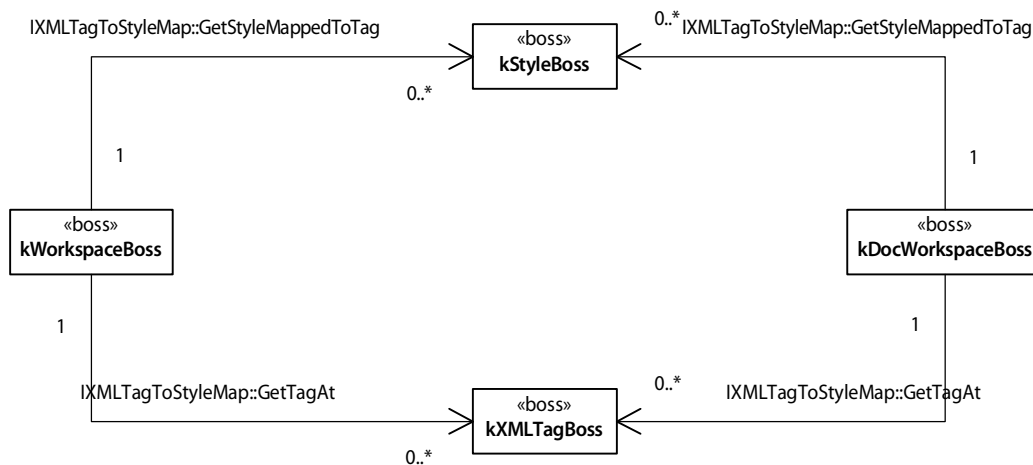 IXMLTagToStyleMap::GetStyleMappedToTag
0..*
IXMLTagToStyleMap::GetStyleMappedToTag
«boss»
kStyleBoss
0..*
1
1
«boss»
kWorkspaceBoss
«boss»
kDocWorkspaceBoss
1
1
IXMLTagToStyleMap::GetTagAt
0..*
IXMLTagToStyleMap::GetTagAt
«boss»
kXMLTagBoss
0..*